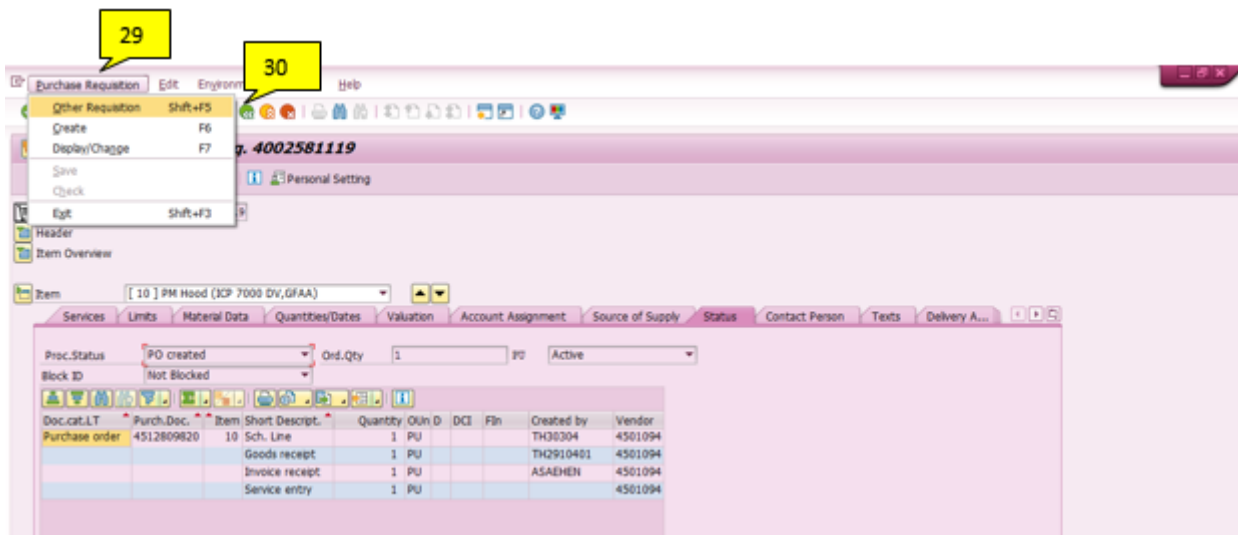 29
30
Purchase Requisition Edit Environm Help
Other Requisition Shift+F5
Create F6
Display/Change F7
Save
Check
Exit Shift+F3
q. 4002581119
Personal Setting
9
Header
Item Overview
Item [ 10 ] PM Hood (ICP 7000 DV,GFAA)
Services Limits Material Data Quantities/Dates Valuation Account Assignment Source of Supply Status Contact Person Texts Delivery A...
Proc.Status PO created Ord.Qty 1 PU Active
Block ID Not Blocked
Doc.cat.LT Purch.Doc. Item Short Descript. Quantity OUn D DCI FIn Created by Vendor
Purchase order 4512809820 10 Sch. Line 1 PU TH30304 4501094
Goods receipt 1 PU TH2910401 4501094
Invoice receipt 1 PU ASAEHEN 4501094
Service entry 1 PU 4501094